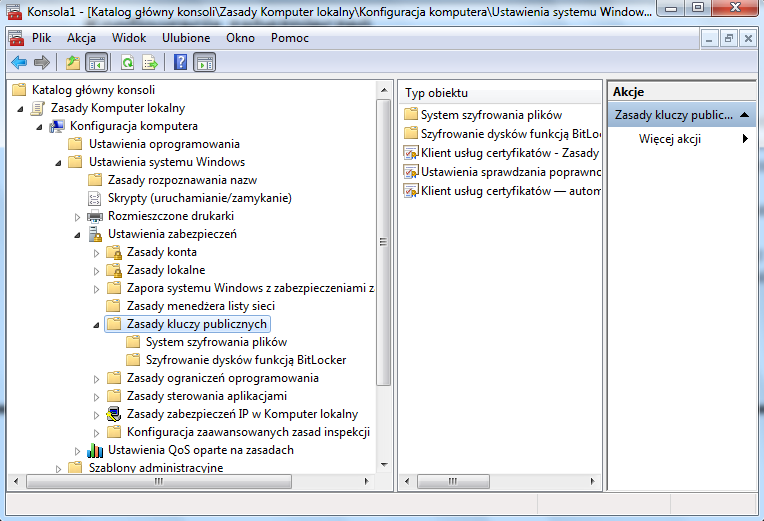 Konsola1 - [Katalog główny konsoli\Zasady Komputer lokalny\Konfiguracja komputera\Ustawienia systemu Window...
Plik Akcja Widok Ulubione Okno Pomoc
Katalog główny konsoli
Zasady Komputer lokalny
Konfiguracja komputera
Ustawienia oprogramowania
Ustawienia systemu Windows
Zasady rozpoznawania nazw
Skrypty (uruchamianie/zamykanie)
Rozmieszczone drukarki
Ustawienia zabezpieczeń
Zasady konta
Zasady lokalne
Zapora systemu Windows z zabezpieczeniami z
Zasady menedżera listy sieci
Zasady kluczy publicznych
System szyfrowania plików
Szyfrowanie dysków funkcją BitLocker
Zasady ograniczeń oprogramowania
Zasady sterowania aplikacjami
Zasady zabezpieczeń IP w Komputer lokalny
Konfiguracja zaawansowanych zasad inspekcji
Ustawienia QoS oparte na zasadach
Szablony administracyjne
Typ obiektu
System szyfrowania plików
Szyfrowanie dysków funkcją BitLo
Klient usług certyfikatów - Zasady
Ustawienia sprawdzania poprawno
Klient usług certyfikatów — autom
Akcje
Zasady kluczy public...
Więcej akcji